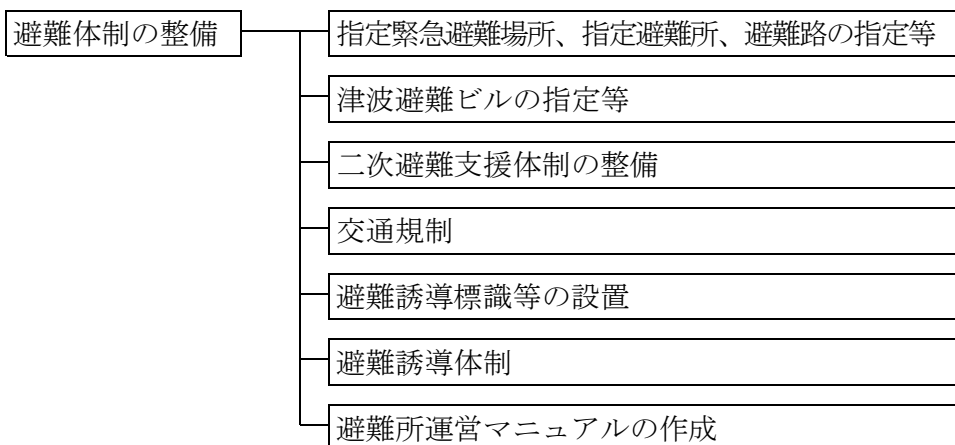 避難体制の整備
指定緊急避難場所、指定避難所、避難路の指定等
津波避難ビルの指定等
二次避難支援体制の整備
交通規制
避難誘導標識等の設置
避難誘導体制
避難所運営マニュアルの作成